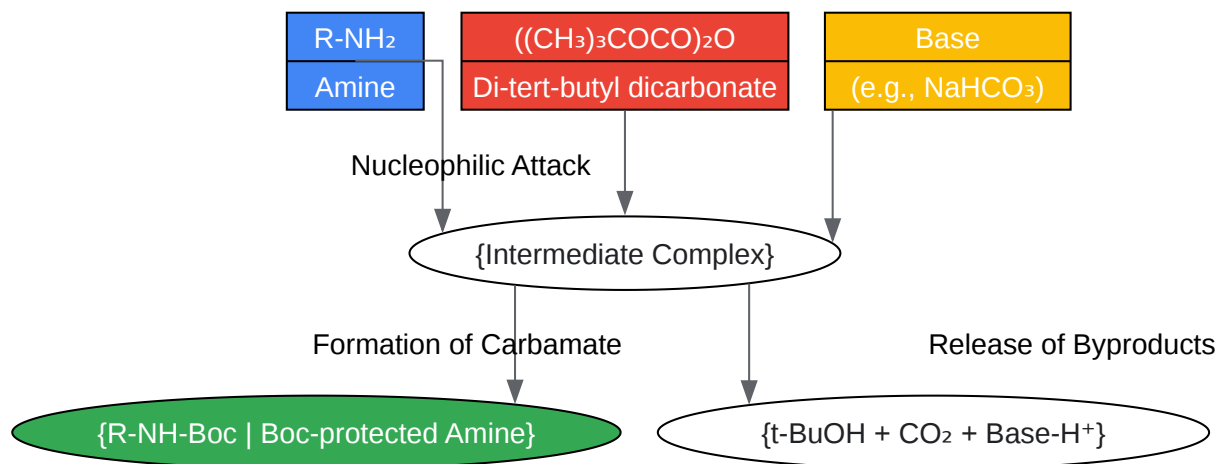 R-NH₂
Amine
((CH₃)₃COCO)₂O
Di-tert-butyl dicarbonate
Base
(e.g., NaHCO₃)
Nucleophilic Attack
{Intermediate Complex}
Formation of Carbamate
Release of Byproducts
{R-NH-Boc | Boc-protected Amine}
{t-BuOH + CO₂ + Base-H⁺}